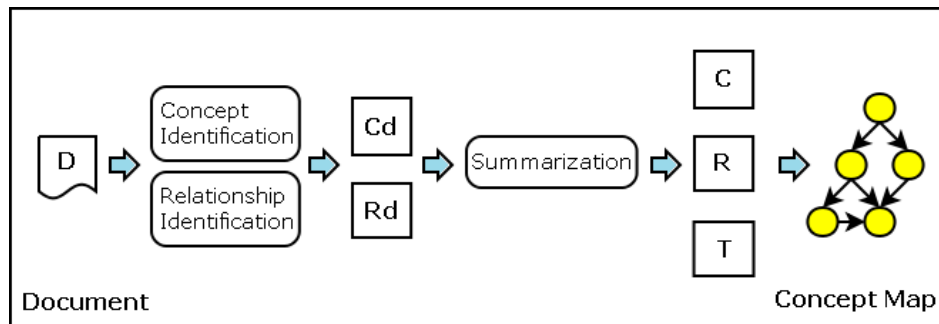 D
Concept
Identification
Relationship
Identification
Cd
Rd
Summarization
C
R
T
Document
Concept Map